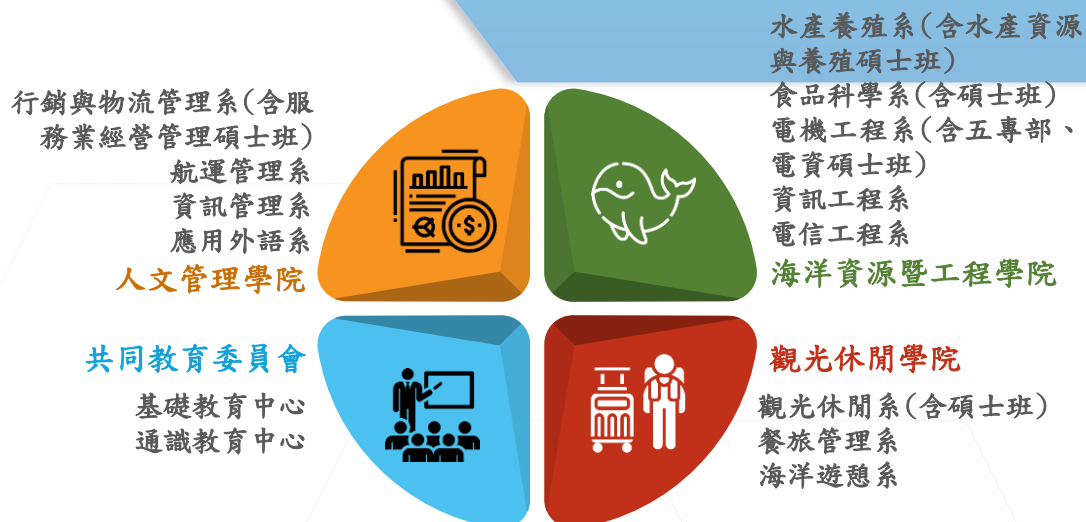 行銷與物流管理系(含服
務業經營管理碩士班)
航運管理系
資訊管理系
應用外語系
人文管理學院
水產養殖系(含水產資源
與養殖碩士班)
食品科學系(含碩士班)
電機工程系(含五專部、
電資碩士班)
資訊工程系
電信工程系
海洋資源暨工程學院
共同教育委員會
基礎教育中心
通識教育中心
觀光休閒學院
觀光休閒系(含碩士班)
餐旅管理系
海洋遊憩系